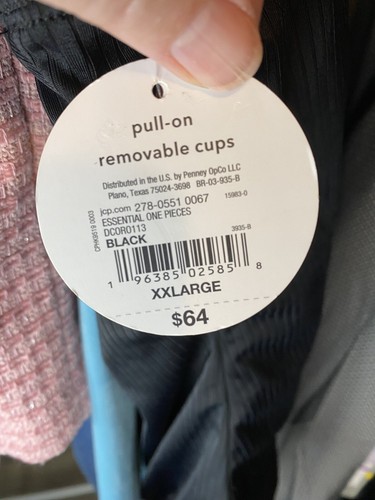 pull-on
removable cups
Distributed in the U.S. by Penney OpCo LLC
Plano, Texas 75024-3698 BR-03-935-B
jcp.com 278-0551 0067 15983-0
ESSENTIAL ONE PIECES
DC0R0113
BLACK 3935-B
1 96385 02585 8
XXLARGE
$64